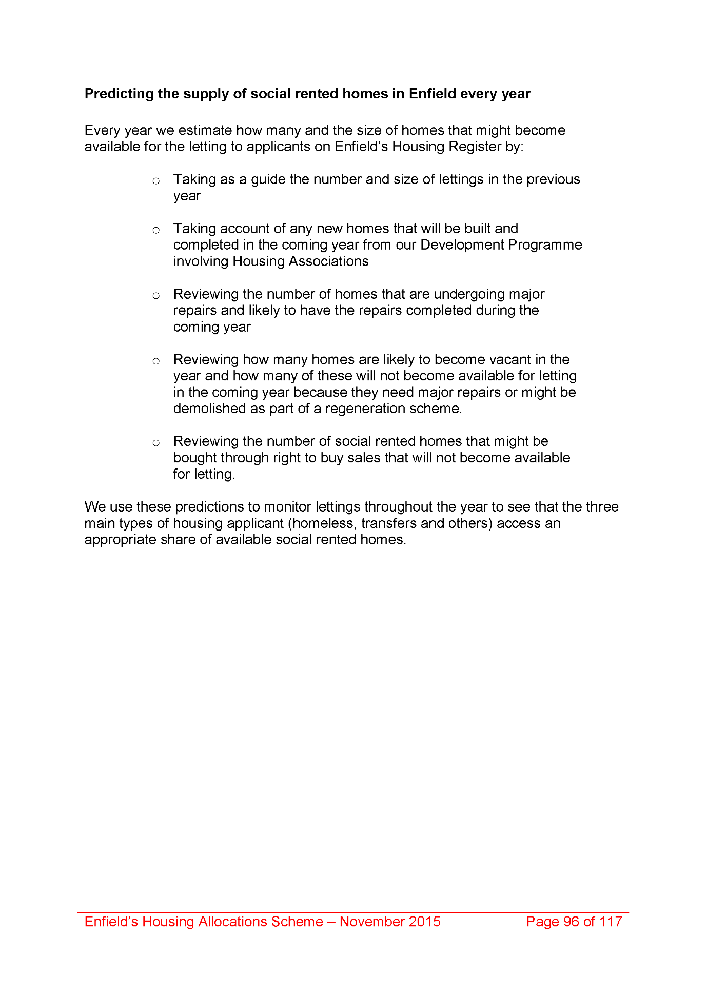 Predicting the supply of social rented homes in Enfield every year
Every year we estimate how many and the size of homes that might become
available for the letting to applicants on Enfield’s Housing Register by:
o Taking as a guide the number and size of lettings in the previous
year
o Taking account of any new homes that will be built and
completed in the coming year from our Development Programme
involving Housing Associations
o Reviewing the number of homes that are undergoing major
repairs and likely to have the repairs completed during the
coming year
o Reviewing how many homes are likely to become vacant in the
year and how many of these will not become available for letting
in the coming year because they need major repairs or might be
demolished as part of a regeneration scheme.
o Reviewing the number of social rented homes that might be
bought through right to buy sales that will not become available
for letting.
We use these predictions to monitor lettings throughout the year to see that the three
main types of housing applicant (homeless, transfers and others) access an
appropriate share of available social rented homes.
Enfield’s Housing Allocations Scheme – November 2015 Page 96 of 117